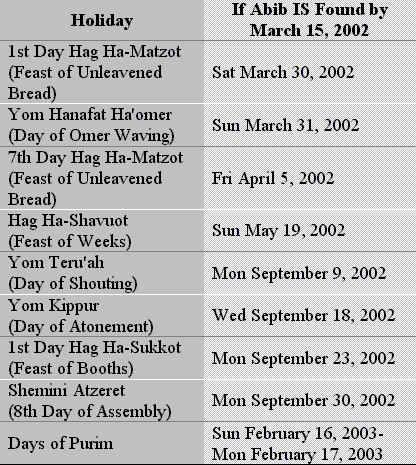 Holiday
If Abib IS Found by
March 15, 2002
1st Day Hag Ha-Matzot
(Feast of Unleavened
Bread)
Sat March 30, 2002
Yom Hanafat Ha'omer
(Day of Omer Waving)
Sun March 31, 2002
7th Day Hag Ha-Matzot
(Feast of Unleavened
Bread)
Fri April 5, 2002
Hag Ha-Shavuot
(Feast of Weeks)
Sun May 19, 2002
Yom Teru'ah
(Day of Shouting)
Mon September 9, 2002
Yom Kippur
(Day of Atonement)
Wed September 18, 2002
1st Day Hag Ha-Sukkot
(Feast of Booths)
Mon September 23, 2002
Shemini Atzeret
(8th Day of Assembly)
Mon September 30, 2002
Days of Purim
Sun February 16, 2003-
Mon February 17, 2003